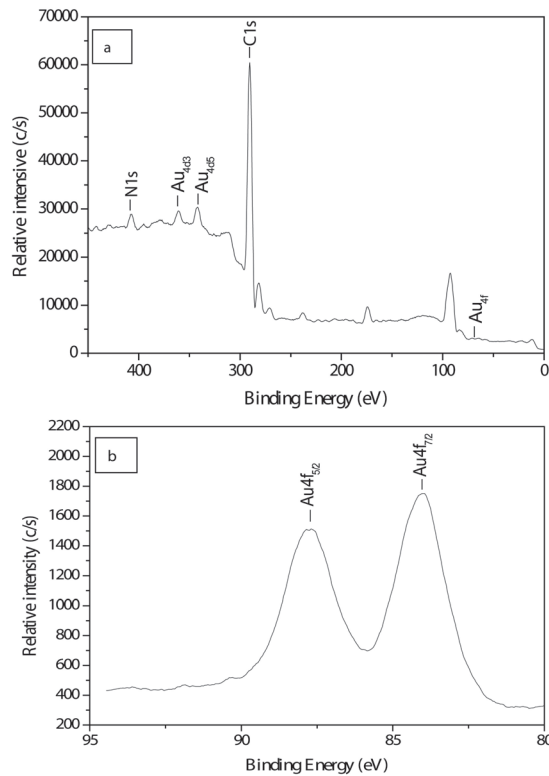 a
Relative intensive (c/s)
70000
60000
50000
40000
30000
20000
10000
0
N1s
Au4d3
Au4d5
C1s
Au4f
400 300 200 100 0
Binding Energy (eV)
b
Relative intensity (c/s)
2200
2000
1800
1600
1400
1200
1000
800
600
400
200
Au4f5/2
Au4f7/2
95 90 85 80
Binding Energy (eV)